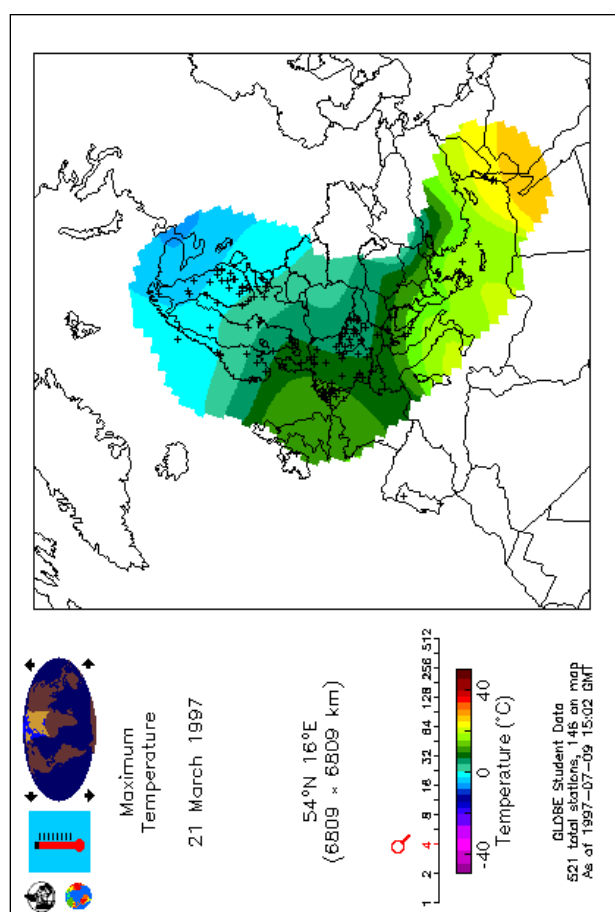 Maximum
Temperature
21 March 1997
54°N 16°E
(6809 × 6809 km)
1 2 4 8 16 32 64 128 256 512
-40 0 40
Temperature (°C)
GLOBE Student Data
521 total stations, 146 on map
As of 1997-07-09 15:02 GMT